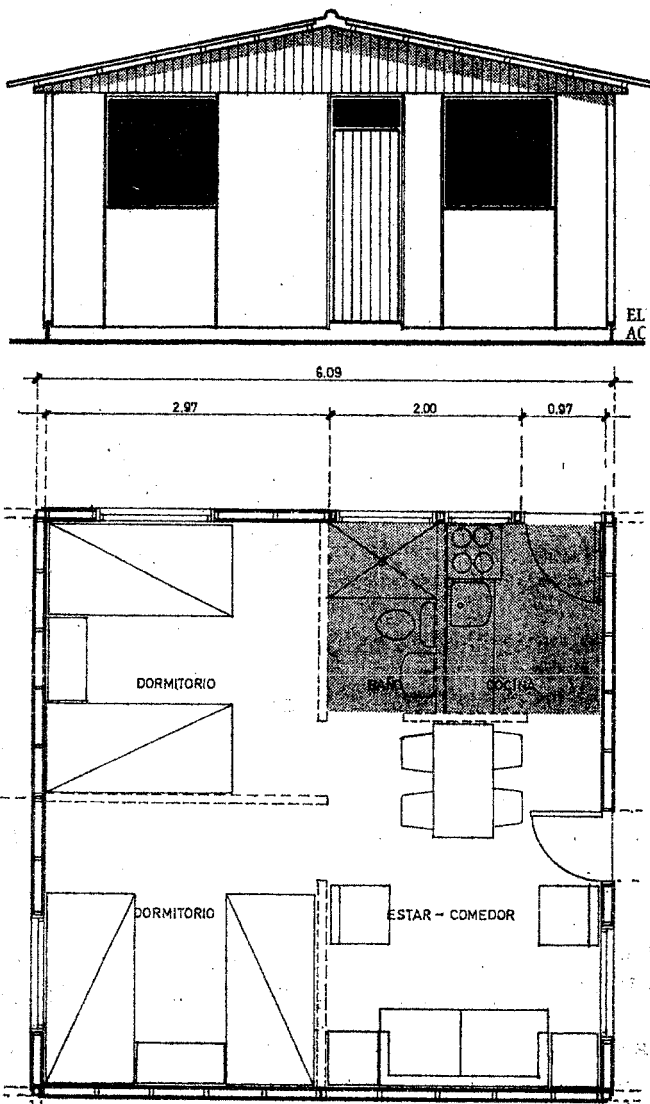 EL
AC
6.09
2.97 2.00 0.97
DORMITORIO BAÑO COCINA
DORMITORIO ESTAR - COMEDOR